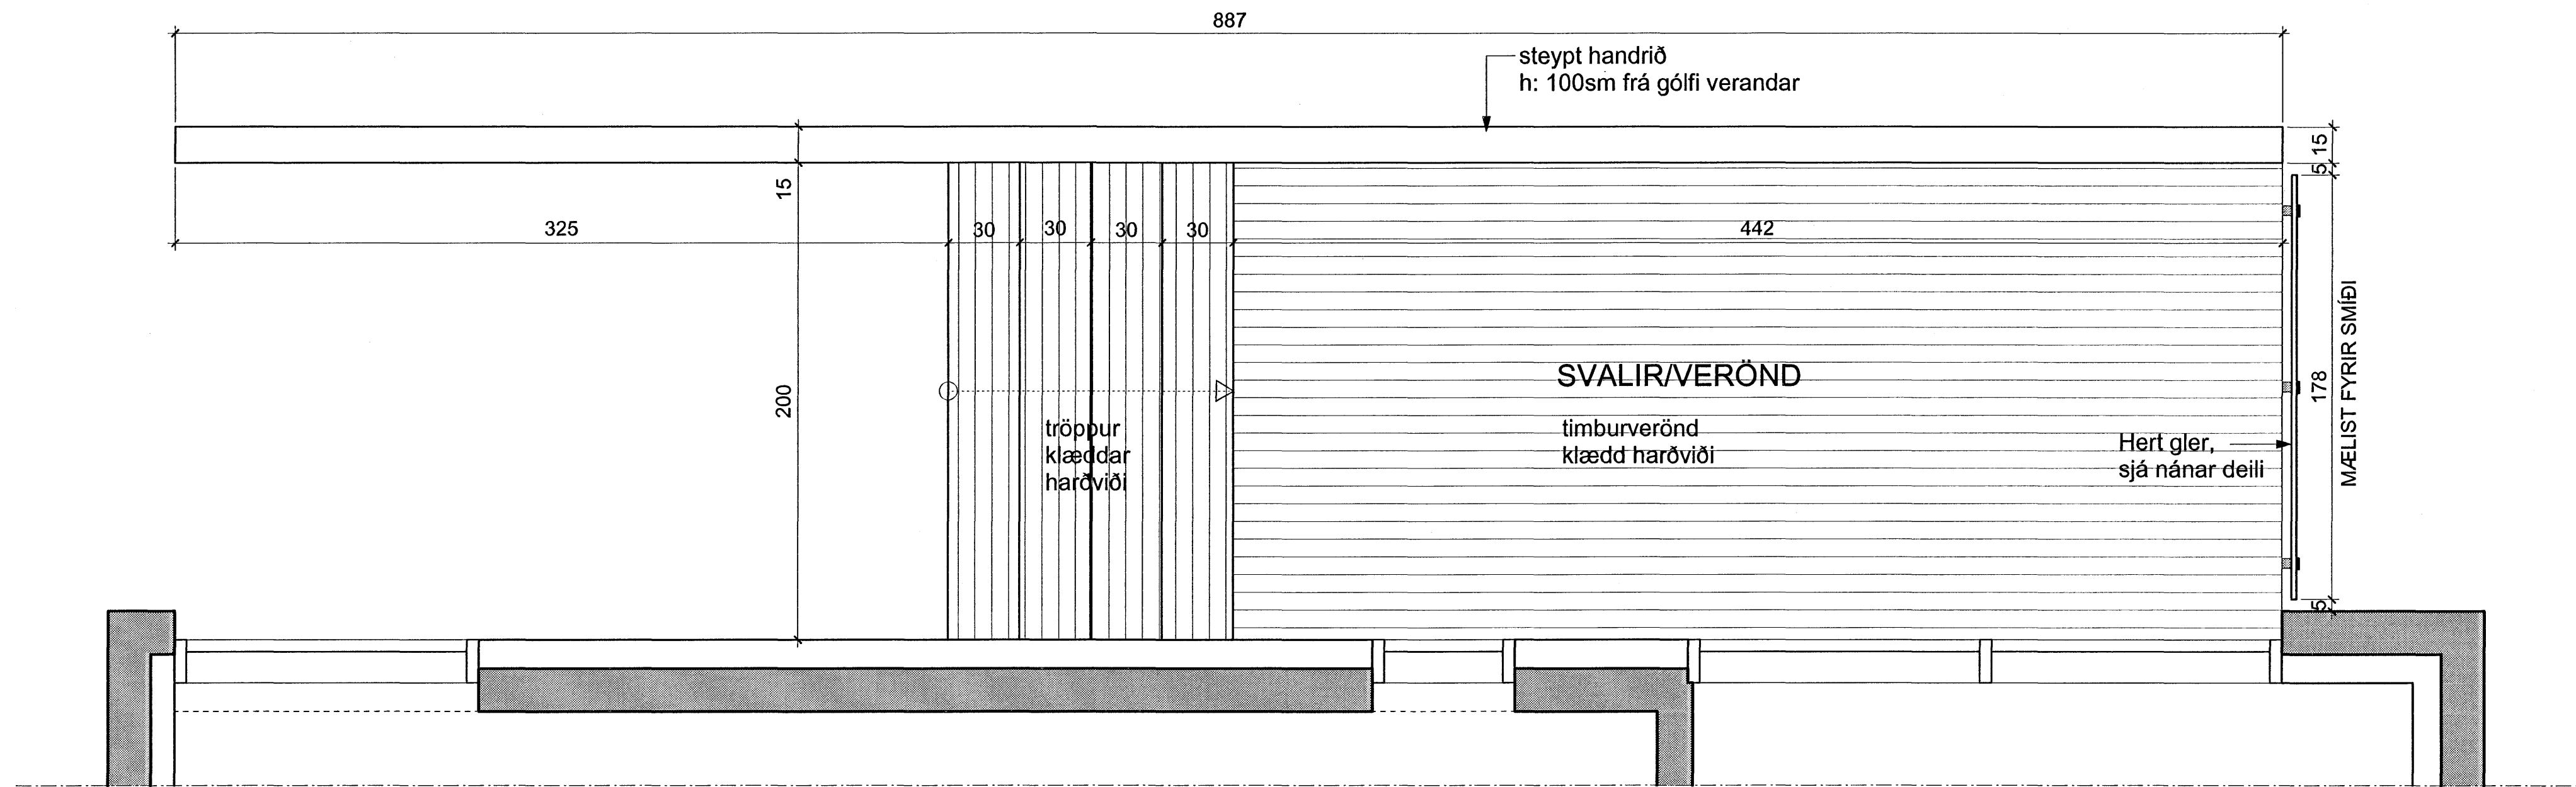 887
steypt handrið
h: 100sm frá gólfi verandar
15
5
15
325
30
30
30
30
442
200
178
MÆLIST FYRIR SMÍÐI
SVALIR/VERÖND
tröppur
klæddar
harðviði
timburverönd
klædd harðviði
Hert gler,
sjá nánar deili
5